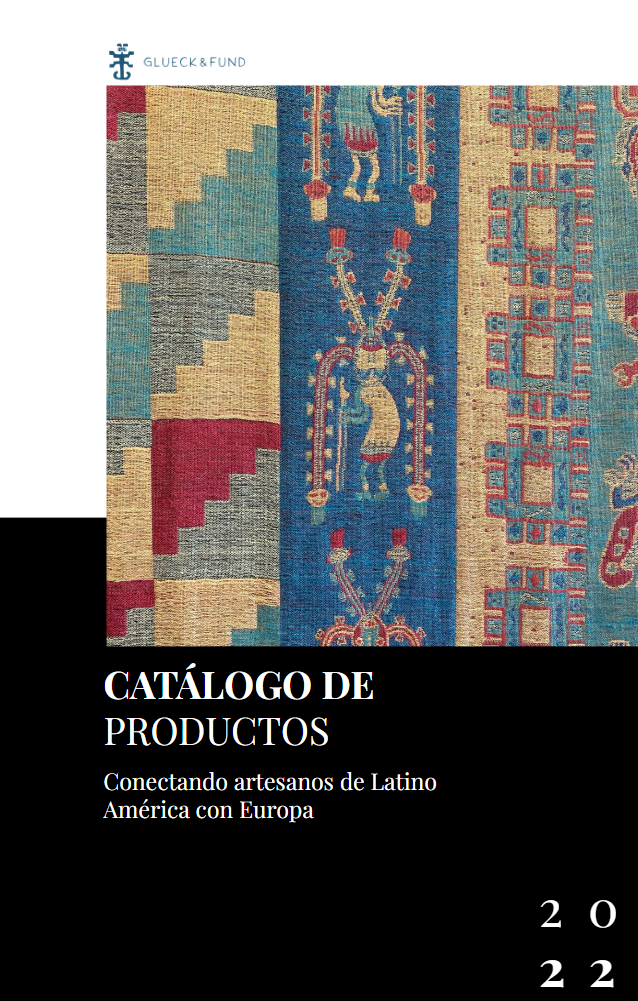 GLUECK&FUND
CATÁLOGO DE
PRODUCTOS
Conectando artesanos de Latino
América con Europa
2 0
2 2